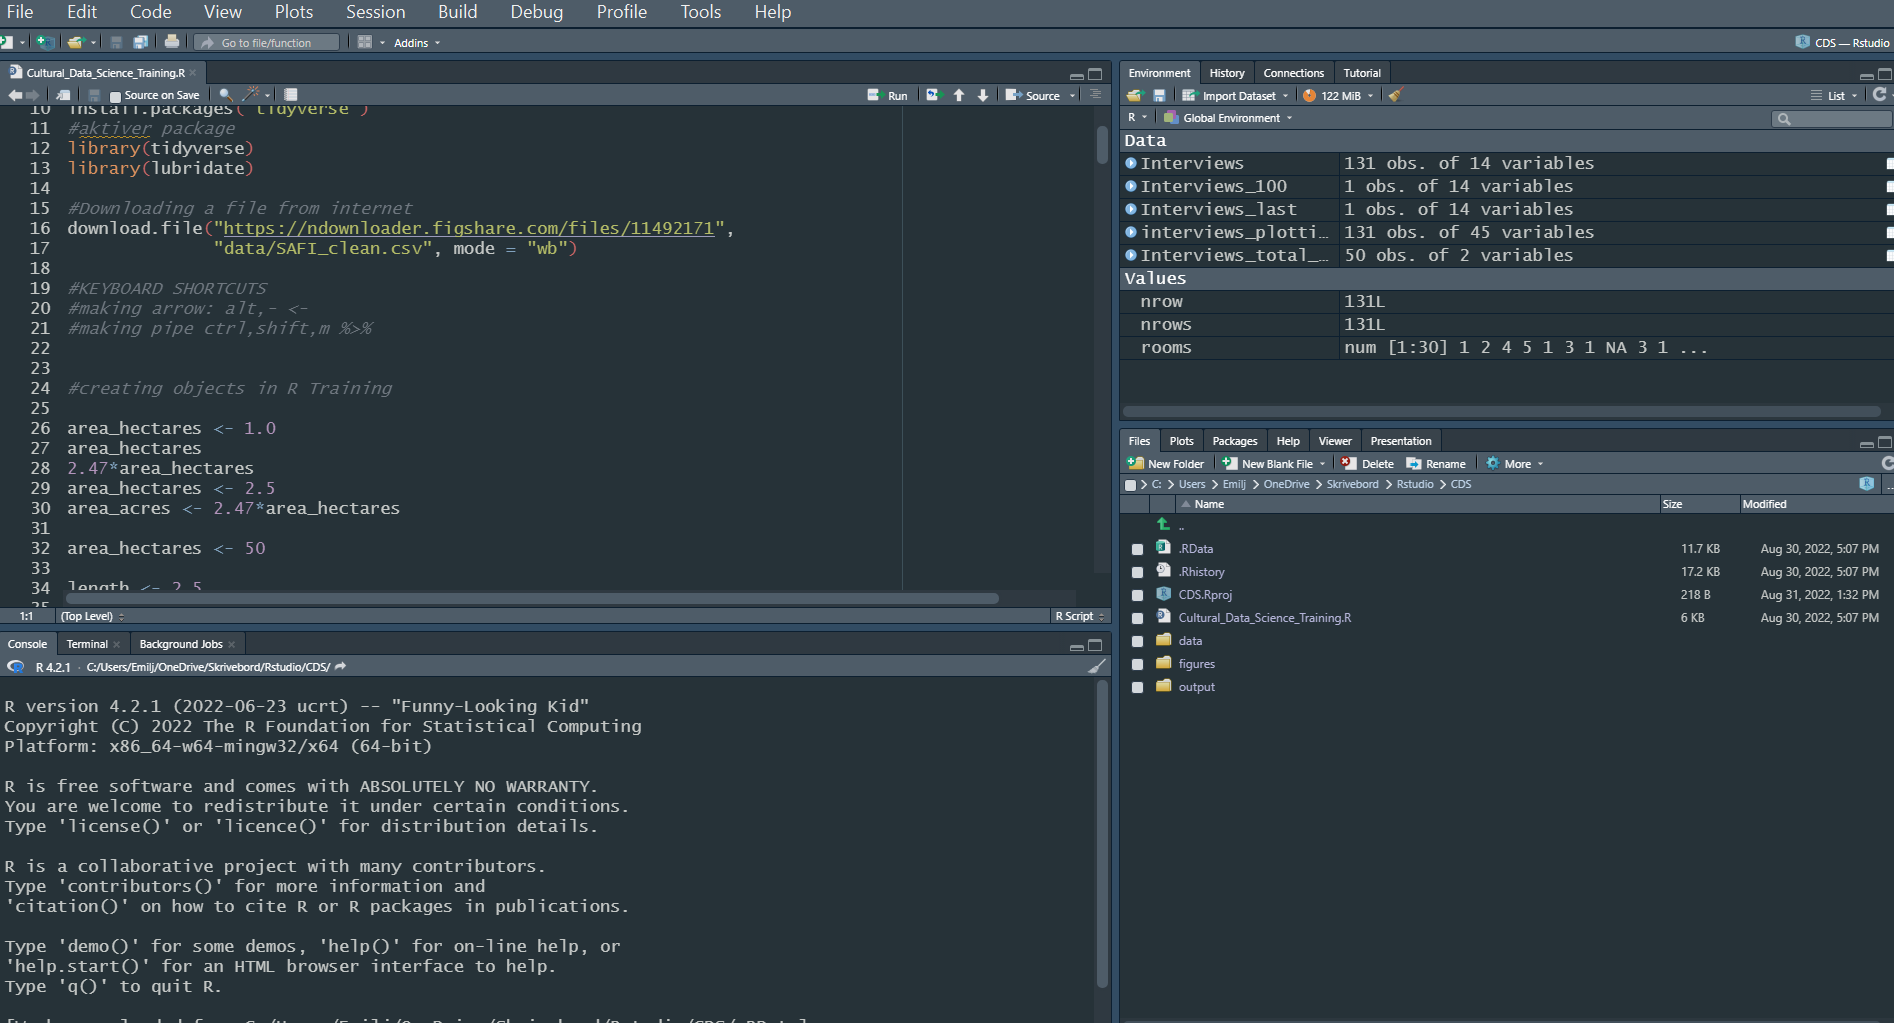 File Edit Code View Plots Session Build Debug Profile Tools Help
Go to file/function Addins CDS — Rstudio
Cultural_Data_Science_Training.R
Source on Save Run Source
10 install.packages("tidyverse")
11 #aktiver package
12 library(tidyverse)
13 library(lubridate)
14
15 #Downloading a file from internet
16 download.file("https://ndownloader.figshare.com/files/11492171",
17 "data/SAFI_clean.csv", mode = "wb")
18
19 #KEYBOARD SHORTCUTS
20 #making arrow: alt,- <-
21 #making pipe ctrl,shift,m %>%
22
23
24 #creating objects in R Training
25
26 area_hectares <- 1.0
27 area_hectares
28 2.47*area_hectares
29 area_hectares <- 2.5
30 area_acres <- 2.47*area_hectares
31
32 area_hectares <- 50
33
34 length <- 2.5
35
1:1 (Top Level) R Script
Console Terminal Background Jobs
R 4.2.1 · C:/Users/Emilj/OneDrive/Skrivebord/Rstudio/CDS/
R version 4.2.1 (2022-06-23 ucrt) -- "Funny-Looking Kid"
Copyright (C) 2022 The R Foundation for Statistical Computing
Platform: x86_64-w64-mingw32/x64 (64-bit)
R is free software and comes with ABSOLUTELY NO WARRANTY.
You are welcome to redistribute it under certain conditions.
Type 'license()' or 'licence()' for distribution details.
R is a collaborative project with many contributors.
Type 'contributors()' for more information and
'citation()' on how to cite R or R packages in publications.
Type 'demo()' for some demos, 'help()' for on-line help, or
'help.start()' for an HTML browser interface to help.
Type 'q()' to quit R.
Environment History Connections Tutorial
Import Dataset 122 MiB List
R Global Environment
Data
Interviews 131 obs. of 14 variables
Interviews_100 1 obs. of 14 variables
Interviews_last 1 obs. of 14 variables
interviews_plotti… 131 obs. of 45 variables
Interviews_total_… 50 obs. of 2 variables
Values
nrow 131L
nrows 131L
rooms num [1:30] 1 2 4 5 1 3 1 NA 3 1 ...
Files Plots Packages Help Viewer Presentation
New Folder New Blank File Delete Rename More
C: > Users > Emilj > OneDrive > Skrivebord > Rstudio > CDS
Name Size Modified
..
.RData 11.7 KB Aug 30, 2022, 5:07 PM
.Rhistory 17.2 KB Aug 30, 2022, 5:07 PM
CDS.Rproj 218 B Aug 31, 2022, 1:32 PM
Cultural_Data_Science_Training.R 6 KB Aug 30, 2022, 5:07 PM
data
figures
output